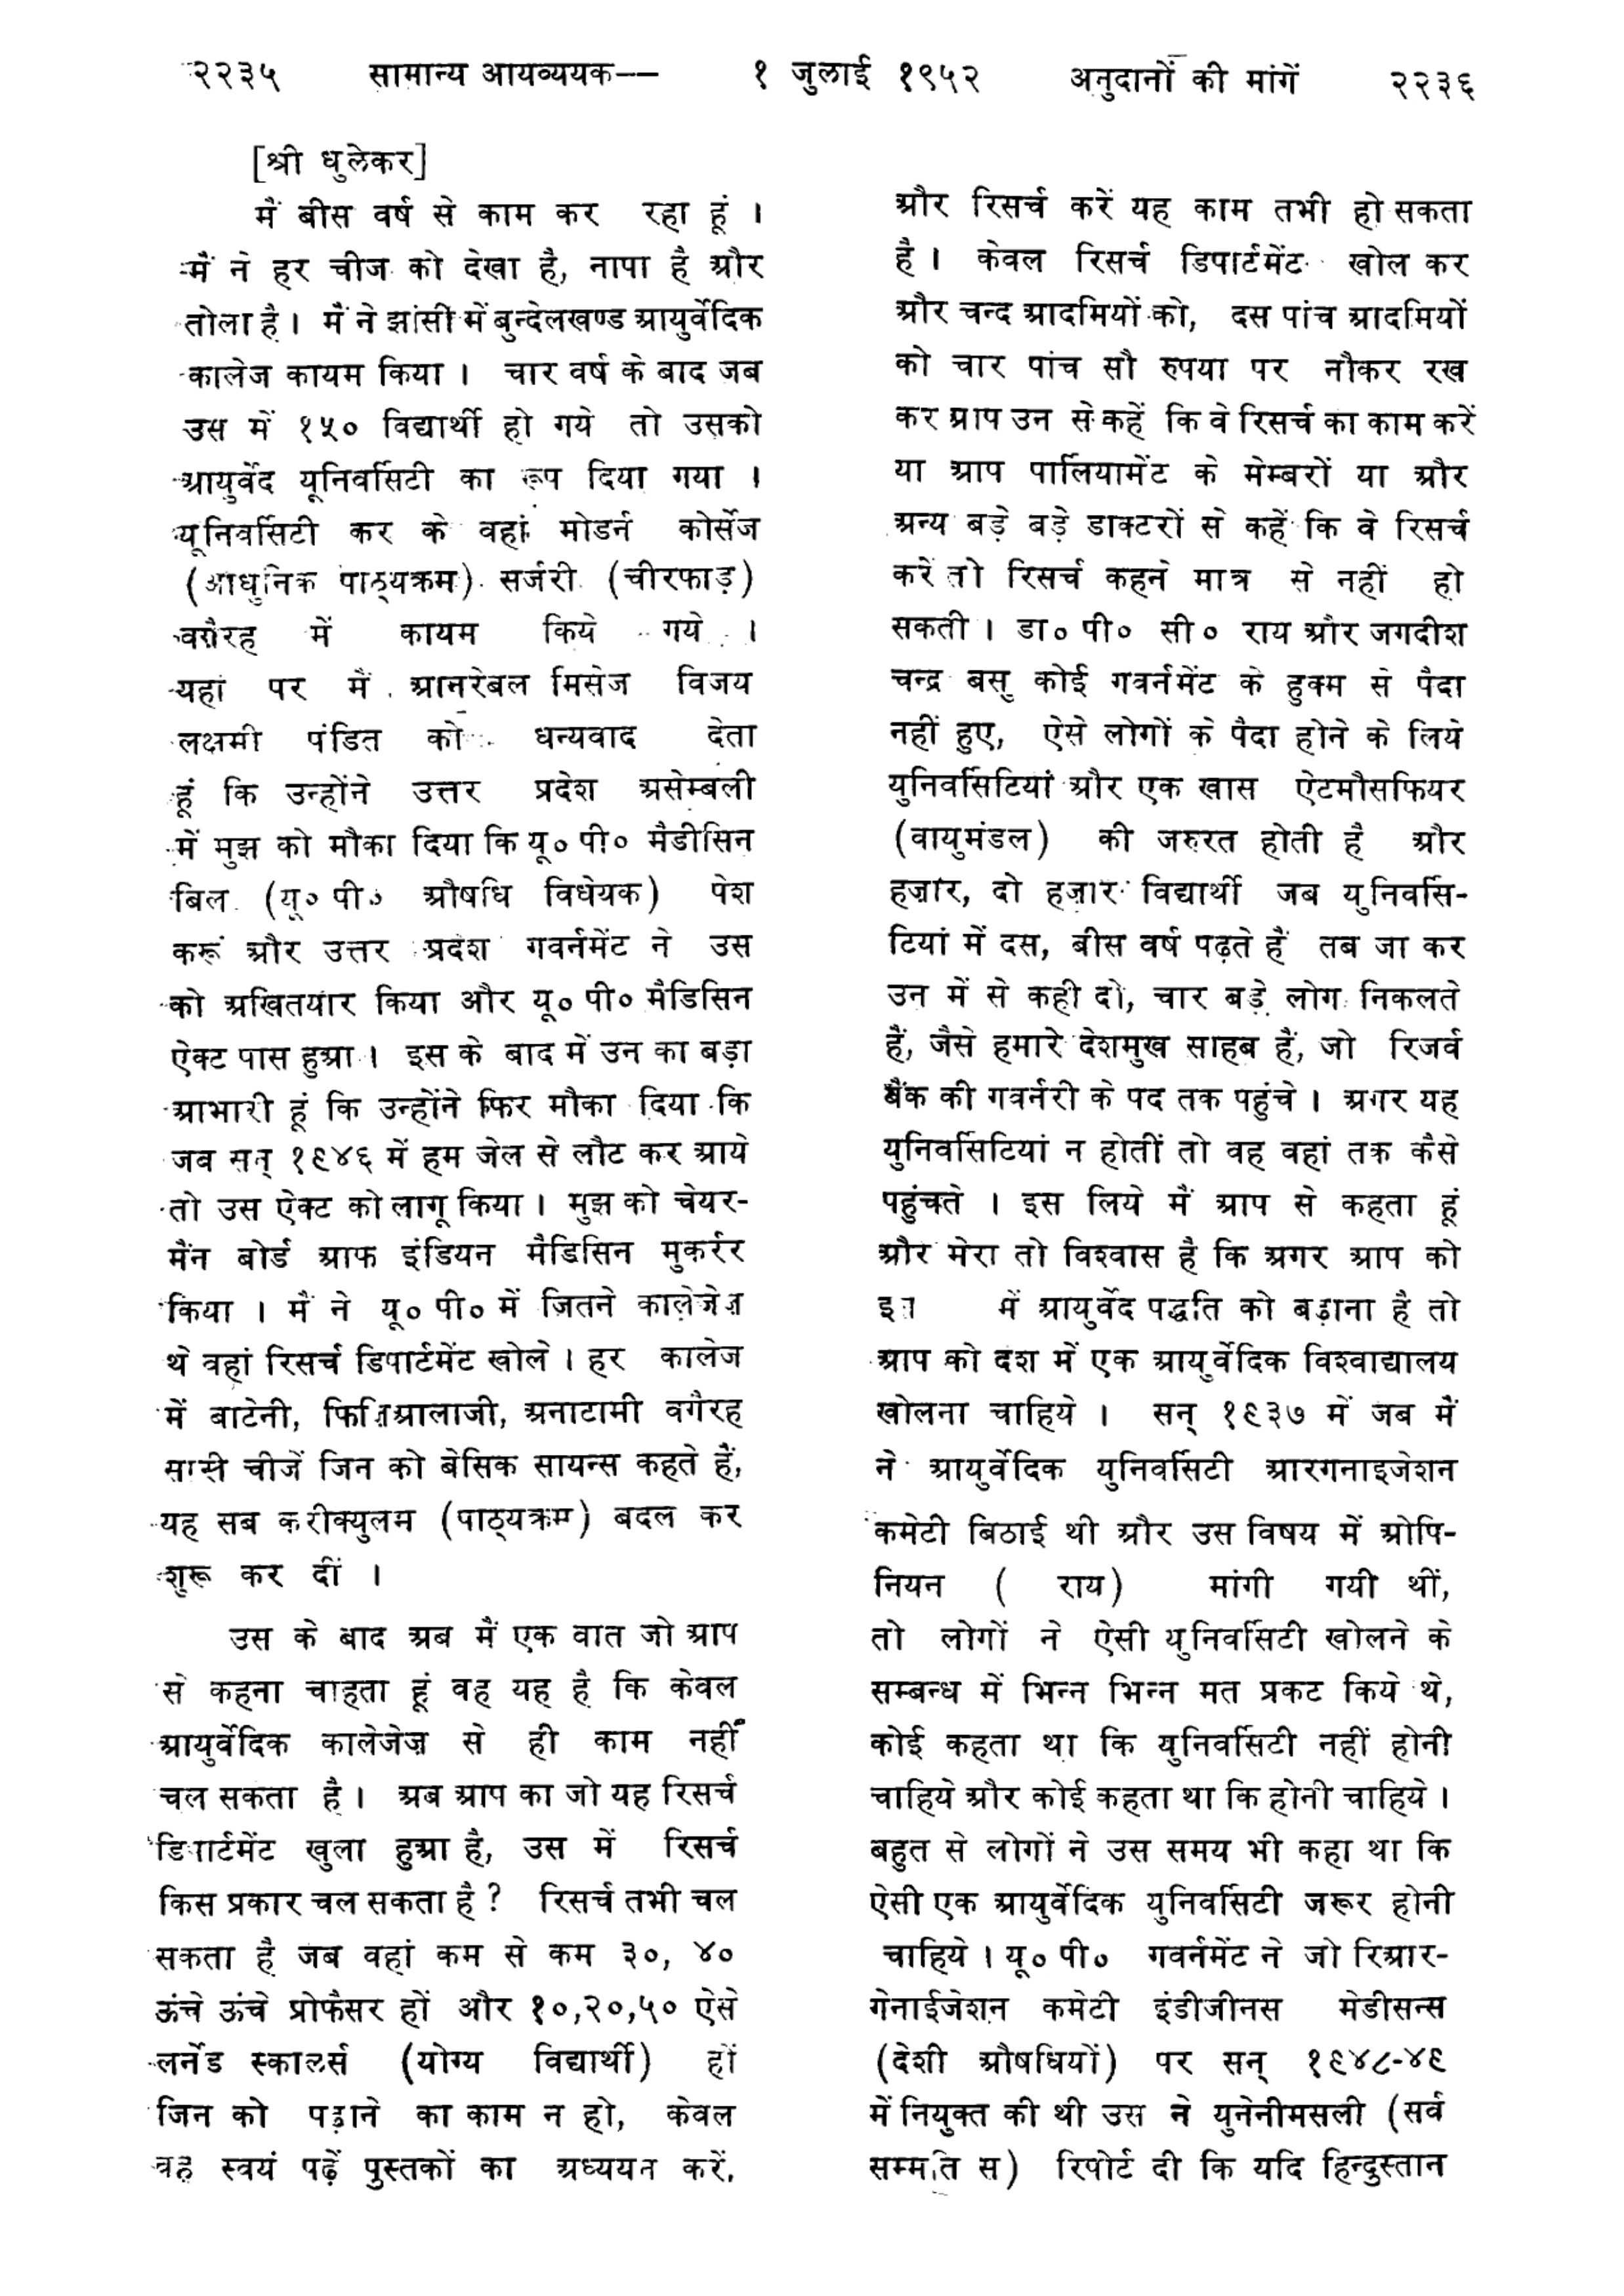 २२३५ सामान्य आयव्ययक-- १ जुलाई १९५२ अनुदानों की मांगें २२३६
[श्री धुलेकर]
मैं बीस वर्ष से काम कर रहा हूं ।
मैं ने हर चीज को देखा है, नापा है और
तोला है । मैं ने झांसी में बुन्देलखण्ड आयुर्वेदिक
कालेज कायम किया । चार वर्ष के बाद जब
उस में १५० विद्यार्थी हो गये तो उसको
आयुर्वेद यूनिवर्सिटी का रूप दिया गया ।
यूनिवर्सिटी कर के वहां मोडर्न कोर्सेज
(आधुनिक पाठ्यक्रम) सर्जरी (चीरफाड़)
वग़ैरह में कायम किये गये ।
यहां पर मैं आनरेबल मिसेज विजय
लक्षमी पंडित को धन्यवाद देता
हूं कि उन्होंने उत्तर प्रदेश असेम्बली
में मुझ को मौका दिया कि यू० पी० मैडीसिन
बिल (यू० पी० औषधि विधेयक) पेश
करूं और उत्तर प्रदेश गवर्नमेंट ने उस
को अखितयार किया और यू० पी० मैडिसिन
ऐक्ट पास हुआ । इस के बाद में उन का बड़ा
आभारी हूं कि उन्होंने फिर मौका दिया कि
जब सन् १९४६ में हम जेल से लौट कर आये
तो उस ऐक्ट को लागू किया । मुझ को चेयर-
मैन बोर्ड आफ इंडियन मैडिसिन मुकर्रर
किया । मैं ने यू० पी० में जितने कालेजेज़
थे वहां रिसर्च डिपार्टमेंट खोले । हर कालेज
में बाटेनी, फिज़िआलाजी, अनाटामी वगैरह
सारी चीजें जिन को बेसिक सायन्स कहते हैं,
यह सब करीक्युलम (पाठ्यक्रम) बदल कर
शुरू कर दीं ।
उस के बाद अब मैं एक वात जो आप
से कहना चाहता हूं वह यह है कि केवल
आयुर्वेदिक कालेजेज़ से ही काम नहीं
चल सकता है । अब आप का जो यह रिसर्च
डिपार्टमेंट खुला हुआ है, उस में रिसर्च
किस प्रकार चल सकता है ? रिसर्च तभी चल
सकता है जब वहां कम से कम ३०, ४०
ऊंचे ऊंचे प्रोफैसर हों और १०,२०,५० ऐसे
लर्नेड स्कालर्स (योग्य विद्यार्थी) हों
जिन को पड़ाने का काम न हो, केवल
वह स्वयं पढ़ें पुस्तकों का अध्ययन करें.
और रिसर्च करें यह काम तभी हो सकता
है । केवल रिसर्च डिपार्टमेंट खोल कर
और चन्द आदमियों को, दस पांच आदमियों
को चार पांच सौ रुपया पर नौकर रख
कर आप उन से कहें कि वे रिसर्च का काम करें
या आप पार्लियामेंट के मेम्बरों या और
अन्य बड़े बड़े डाक्टरों से कहें कि वे रिसर्च
करें तो रिसर्च कहने मात्र से नहीं हो
सकती । डा० पी० सी० राय और जगदीश
चन्द्र बसु कोई गवर्नमेंट के हुक्म से पैदा
नहीं हुए, ऐसे लोगों के पैदा होने के लिये
युनिवर्सिटियां और एक खास ऐटमौसफियर
(वायुमंडल) की जरुरत होती है और
हज़ार, दो हज़ार विद्यार्थी जब युनिवर्सि-
टियां में दस, बीस वर्ष पढ़ते हैं तब जा कर
उन में से कही दो, चार बड़े लोग निकलते
हैं, जैसे हमारे देशमुख साहब हैं, जो रिजर्व
बैंक की गवर्नरी के पद तक पहुंचे । अगर यह
युनिवर्सिटियां न होतीं तो वह वहां तक कैसे
पहुंचते । इस लिये मैं आप से कहता हूं
और मेरा तो विश्वास है कि अगर आप को
में आयुर्वेद पद्धति को बढ़ाना है तो
आप को देश में एक आयुर्वेदिक विश्वाद्यालय
खोलना चाहिये । सन् १९३७ में जब मैं
ने आयुर्वेदिक युनिवर्सिटी आरगनाइजेशन
कमेटी बिठाई थी और उस विषय में ओपि-
नियन ( राय) मांगी गयी थीं,
तो लोगों ने ऐसी युनिवर्सिटी खोलने के
सम्बन्ध में भिन्न भिन्न मत प्रकट किये थे,
कोई कहता था कि युनिवर्सिटी नहीं होनी
चाहिये और कोई कहता था कि होनी चाहिये ।
बहुत से लोगों ने उस समय भी कहा था कि
ऐसी एक आयुर्वेदिक युनिवर्सिटी जरूर होनी
चाहिये । यू० पी० गवर्नमेंट ने जो रिआर-
गेनाईजेशन कमेटी इंडीजीनस मेडीसन्स
(देशी औषधियों) पर सन् १९४८-४९
में नियुक्त की थी उस ने युनेनीमसली (सर्व
सम्मति स) रिपोर्ट दी कि यदि हिन्दुस्तान